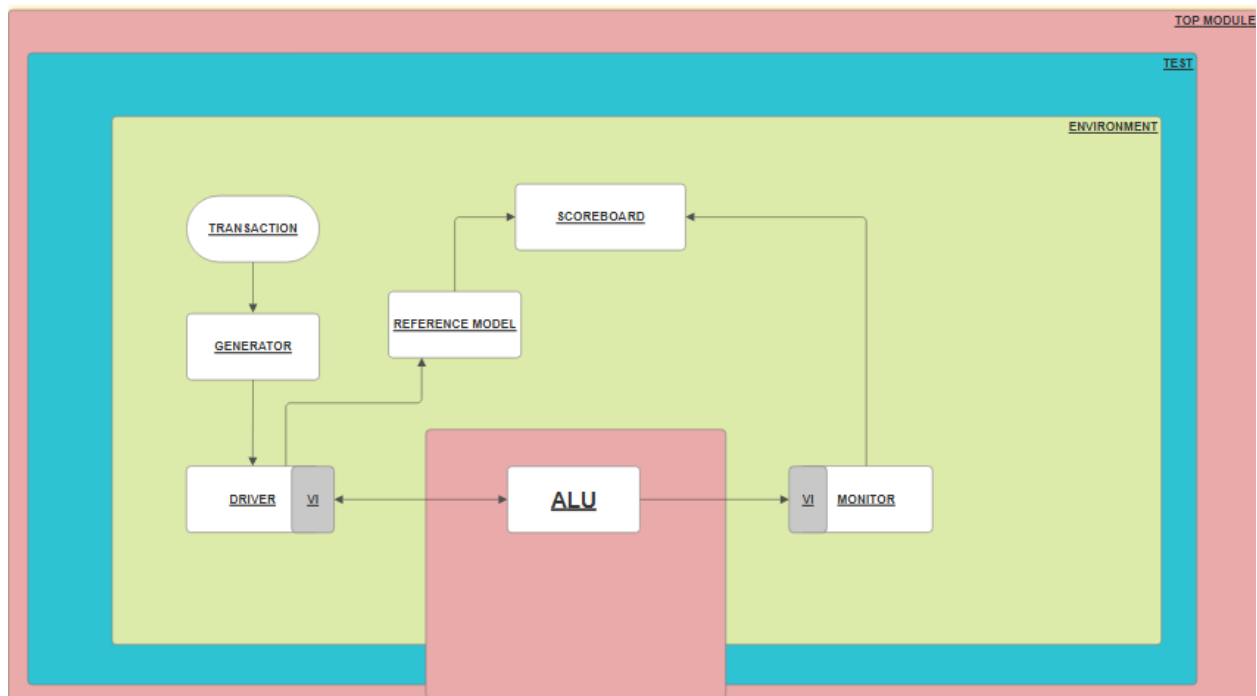 TOP MODULE
TEST
ENVIRONMENT
TRANSACTION
SCOREBOARD
REFERENCE MODEL
GENERATOR
DRIVER
VI
ALU
VI
MONITOR